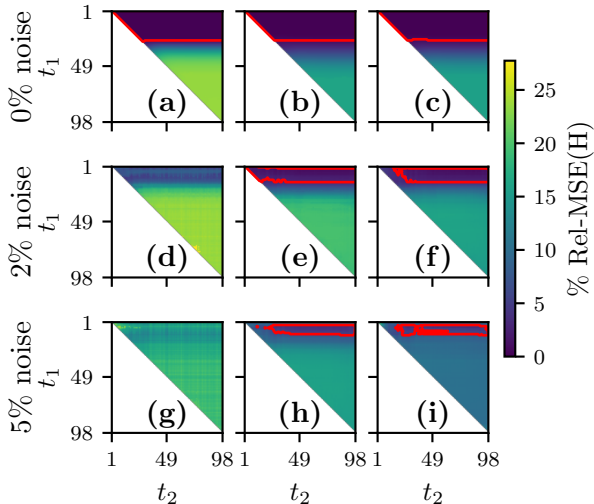 0% noise
t₁
1
49
98
(a)
(b)
(c)
2% noise
t₁
1
49
98
(d)
(e)
(f)
5% noise
t₁
1
49
98
(g)
(h)
(i)
1 49 98 1 49 98 1 49 98
t₂ t₂ t₂
25
20
15
10
5
0
% Rel-MSE(H)